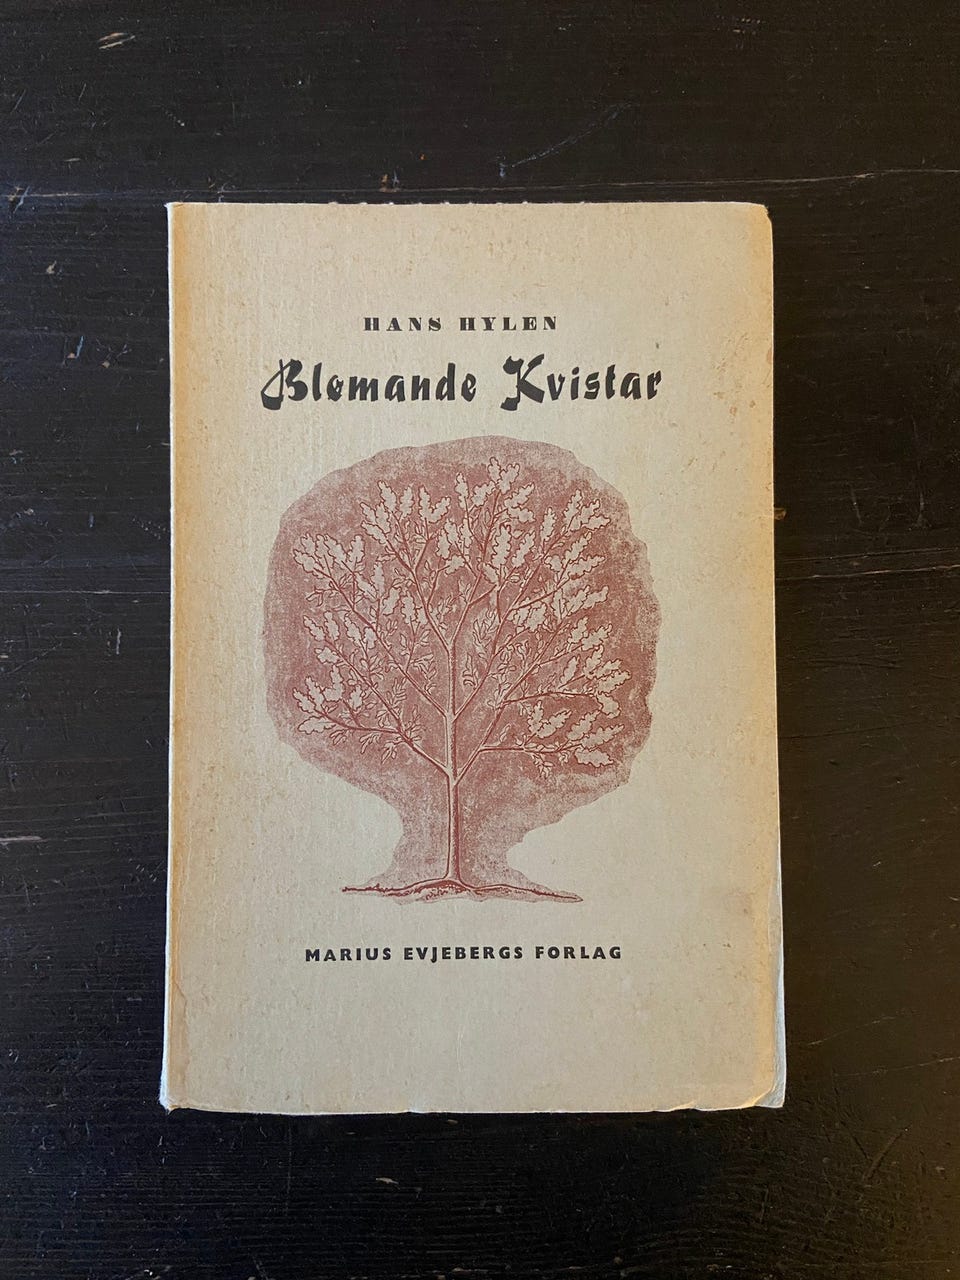 HANS HYLEN
Blømande Kvistar
MARIUS EVJEBERGS FORLAG